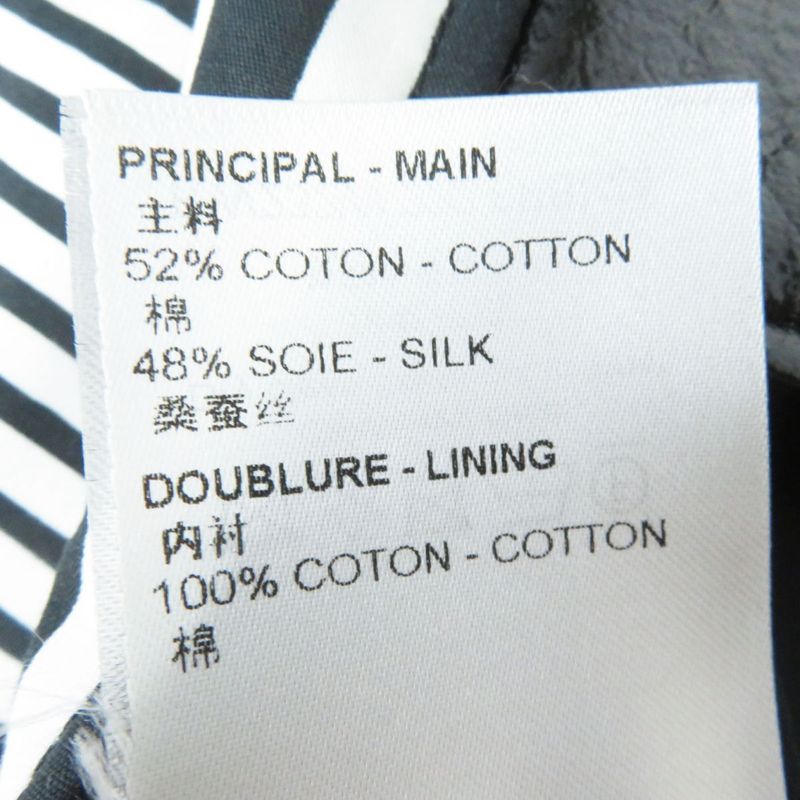 PRINCIPAL - MAIN
主料
52% COTON - COTTON
棉
48% SOIE - SILK
桑蚕丝
DOUBLURE - LINING
内衬
100% COTON - COTTON
棉